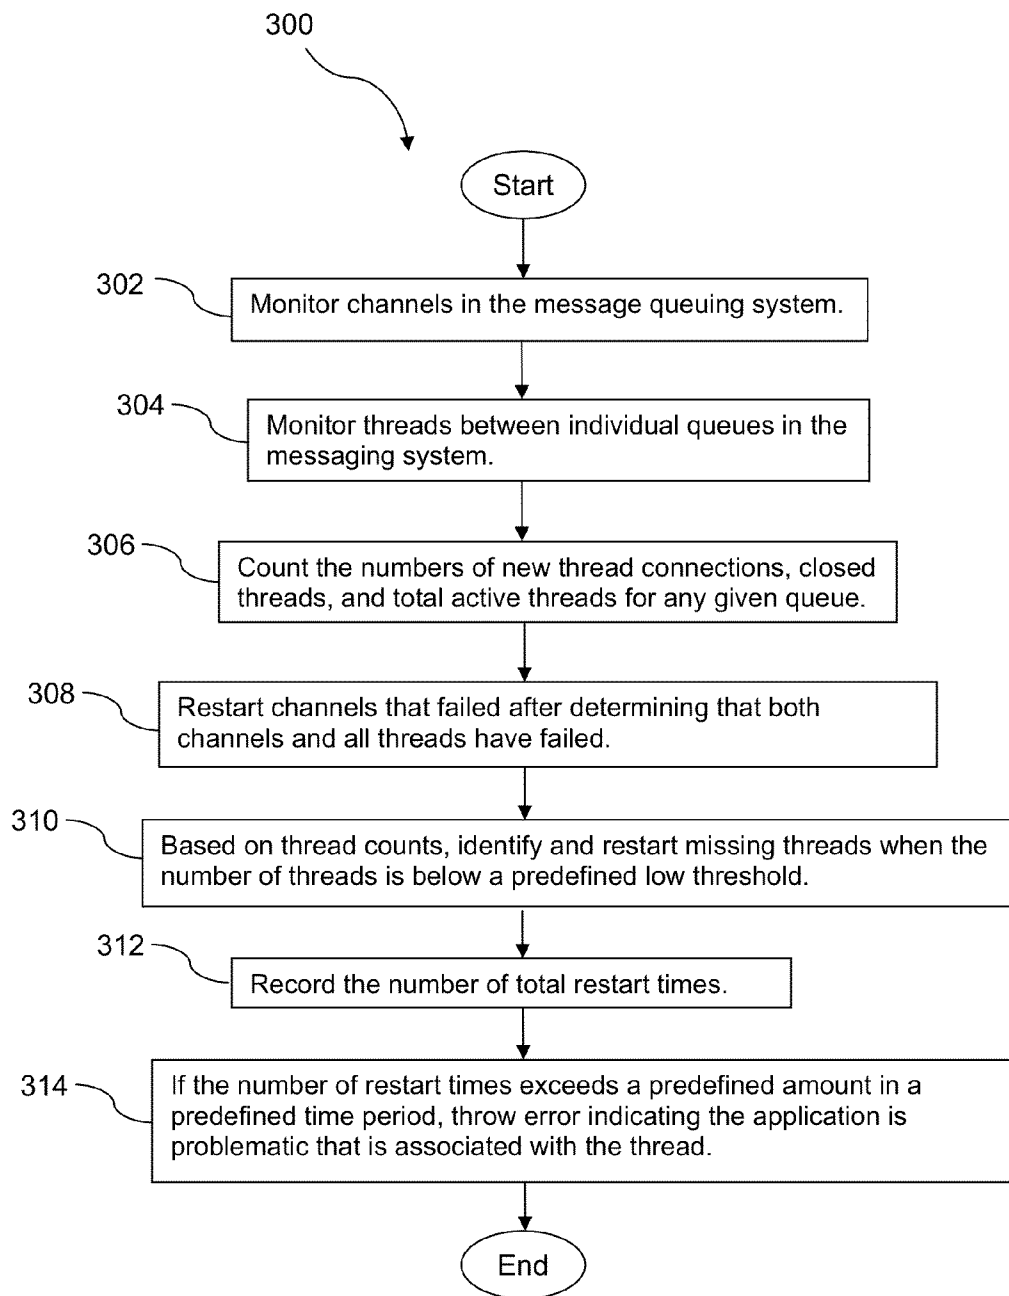 300
Start
302
Monitor channels in the message queuing system.
304
Monitor threads between individual queues in the
messaging system.
306
Count the numbers of new thread connections, closed
threads, and total active threads for any given queue.
308
Restart channels that failed after determining that both
channels and all threads have failed.
310
Based on thread counts, identify and restart missing threads when the
number of threads is below a predefined low threshold.
312
Record the number of total restart times.
314
If the number of restart times exceeds a predefined amount in a
predefined time period, throw error indicating the application is
problematic that is associated with the thread.
End